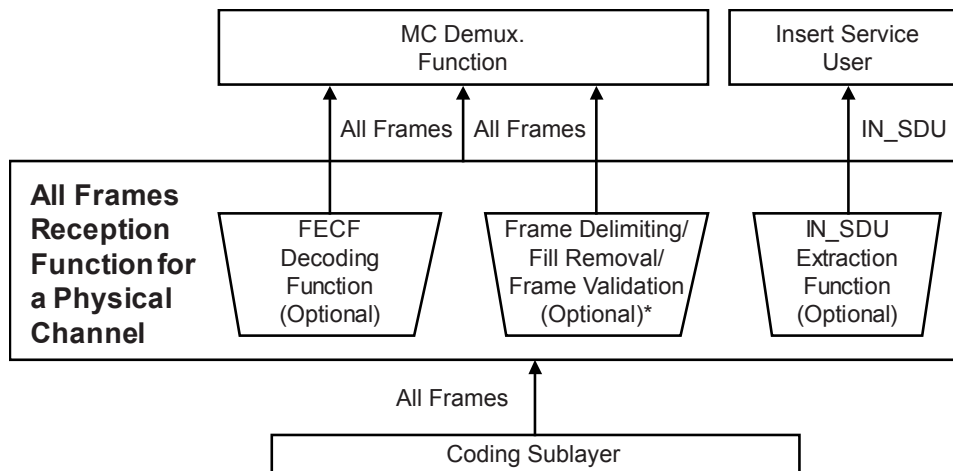 MC Demux.
Function
Insert Service
User
All Frames
All Frames
IN_SDU
All Frames
Reception
Function for
a Physical
Channel
FECF
Decoding
Function
(Optional)
Frame Delimiting/
Fill Removal/
Frame Validation
(Optional)*
IN_SDU
Extraction
Function
(Optional)
All Frames
Coding Sublayer